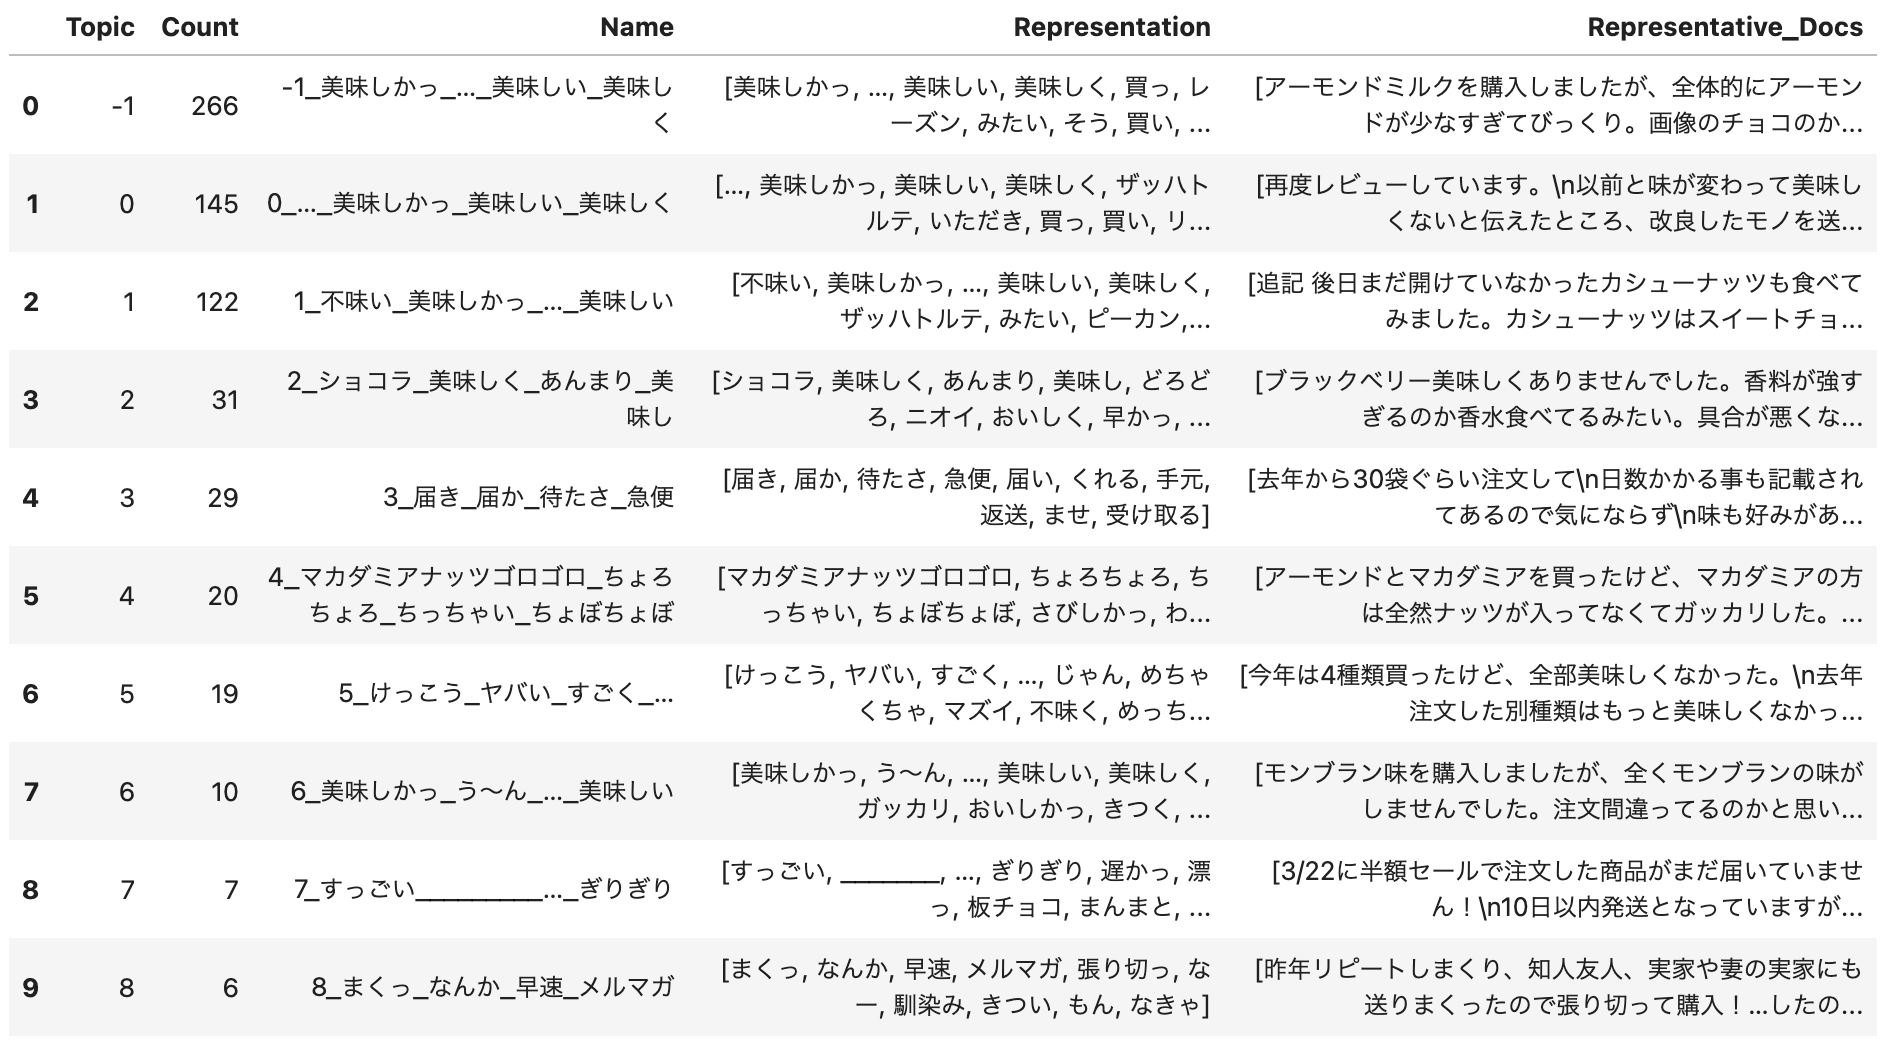 Topic Count Name Representation Representative_Docs
0 -1 266 -1_美味しかっ_..._美味しい_美味し [美味しかっ, ..., 美味しい, 美味しく, 買っ, レ [アーモンドミルクを購入しましたが、全体的にアーモン
く ーズン, みたい, そう, 買い, ... ドが少なすぎてびっくり。画像のチョコのか...
1 0 145 0_..._美味しかっ_美味しい_美味しく [..., 美味しかっ, 美味しい, 美味しく, ザッハト [再度レビューしています。\n以前と味が変わって美味し
ルテ, いただき, 買っ, 買い, リ... くないと伝えたところ、改良したモノを送...
2 1 122 1_不味い_美味しかっ_..._美味しい [不味い, 美味しかっ, ..., 美味しい, 美味しく, [追記 後日まだ開けていなかったカシューナッツも食べて
ザッハトルテ, みたい, ピーカン,... みました。カシューナッツはスイートチョ...
3 2 31 2_ショコラ_美味しく_あんまり_美 [ショコラ, 美味しく, あんまり, 美味し, どろど [ブラックベリー美味しくありませんでした。香料が強す
味し ろ, ニオイ, おいしく, 早かっ, ... ぎるのか香水食べてるみたい。具合が悪くな...
4 3 29 3_届き_届か_待たさ_急便 [届き, 届か, 待たさ, 急便, 届い, くれる, 手元, [去年から30袋ぐらい注文して\n日数かかる事も記載され
返送, ませ, 受け取る] てあるので気にならず\n味も好みがあ...
5 4 20 4_マカダミアナッツゴロゴロ_ちょろ [マカダミアナッツゴロゴロ, ちょろちょろ, ち [アーモンドとマカダミアを買ったけど、マカダミアの方
ちょろ_ちっちゃい_ちょぼちょぼ っちゃい, ちょぼちょぼ, さびしかっ, わ... は全然ナッツが入ってなくてガッカリした。...
6 5 19 5_けっこう_ヤバい_すごく_... [けっこう, ヤバい, すごく, ..., じゃん, めちゃ [今年は4種類買ったけど、全部美味しくなかった。\n去年
くちゃ, マズイ, 不味く, めっち... 注文した別種類はもっと美味しくなかっ...
7 6 10 6_美味しかっ_う〜ん_..._美味しい [美味しかっ, う〜ん, ..., 美味しい, 美味しく, [モンブラン味を購入しましたが、全くモンブランの味が
ガッカリ, おいしかっ, きつく, ... しませんでした。注文間違ってるのかと思い...
8 7 7 7_すっごい__________..._ぎりぎり [すっごい, ________, ..., ぎりぎり, 遅かっ, 漂 [3/22に半額セールで注文した商品がまだ届いていませ
っ, 板チョコ, まんまと, ... ん！\n10日以内発送となっていますが...
9 8 6 8_まくっ_なんか_早速_メルマガ [まくっ, なんか, 早速, メルマガ, 張り切っ, な [昨年リピートしまくり、知人友人、実家や妻の実家にも
ー, 馴染み, きつい, もん, なきゃ] 送りまくったので張り切って購入！...したの...